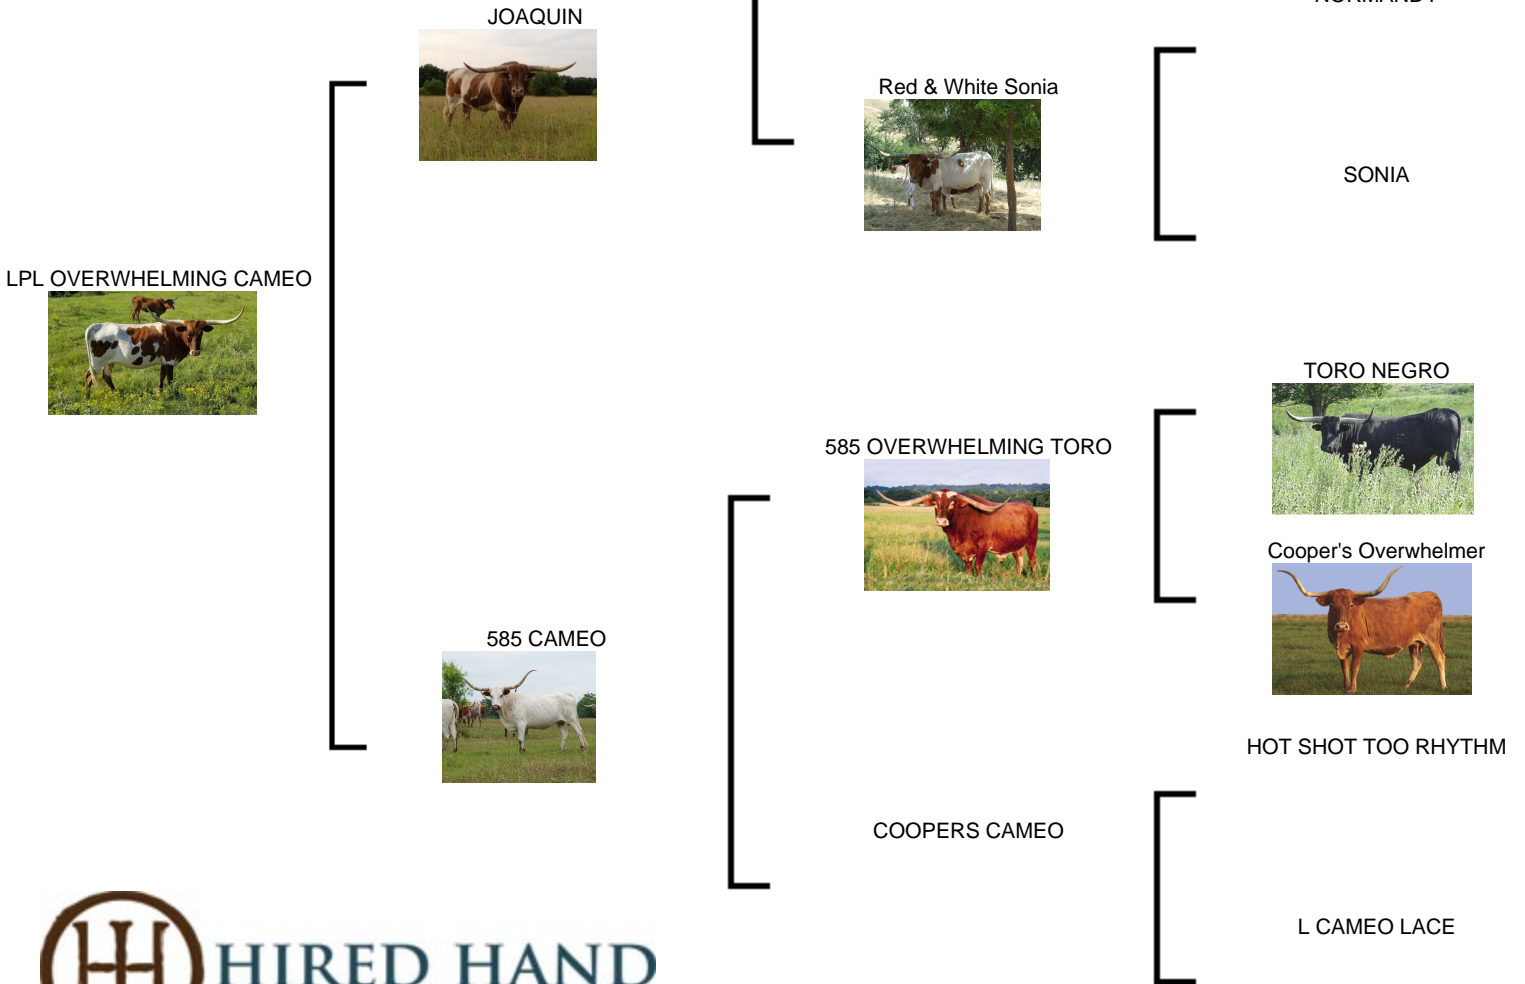 JOAQUIN
Red & White Sonia
SONIA
LPL OVERWHELMING CAMEO
TORO NEGRO
585 OVERWHELMING TORO
Cooper's Overwhelmer
585 CAMEO
HOT SHOT TOO RHYTHM
COOPERS CAMEO
L CAMEO LACE
HIRED HAND